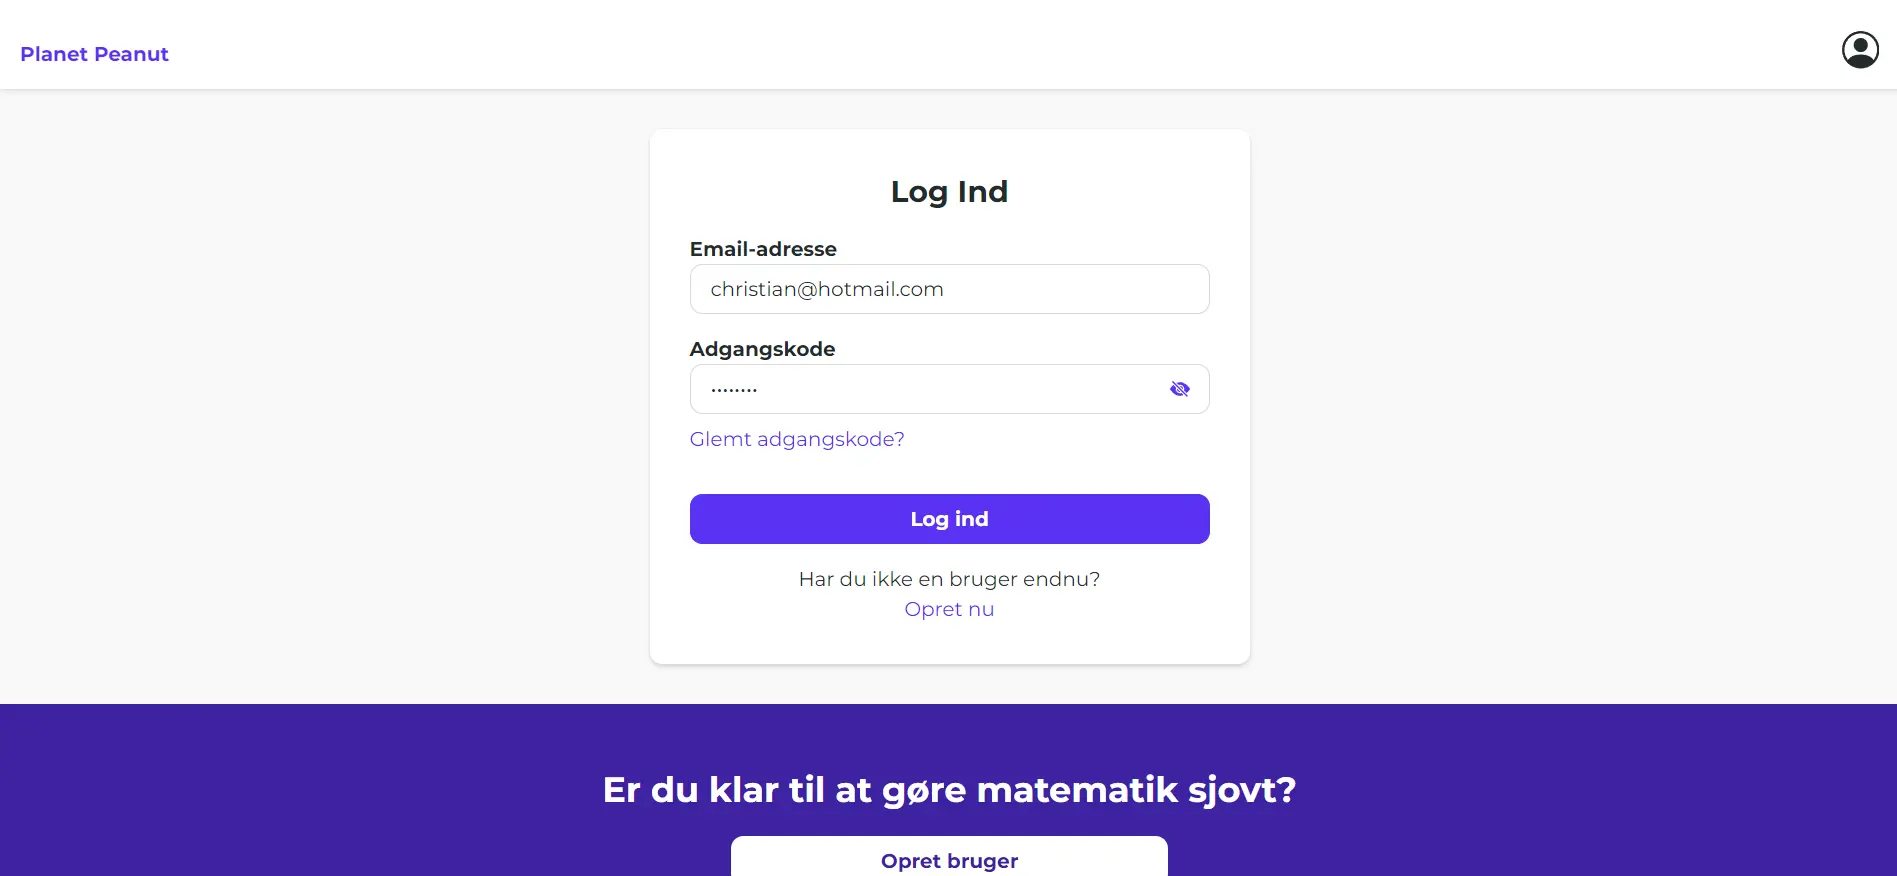 Planet Peanut
Log Ind
Email-adresse
christian@hotmail.com
Adgangskode
········
Glemt adgangskode?
Log ind
Har du ikke en bruger endnu?
Opret nu
Er du klar til at gøre matematik sjovt?
Opret bruger